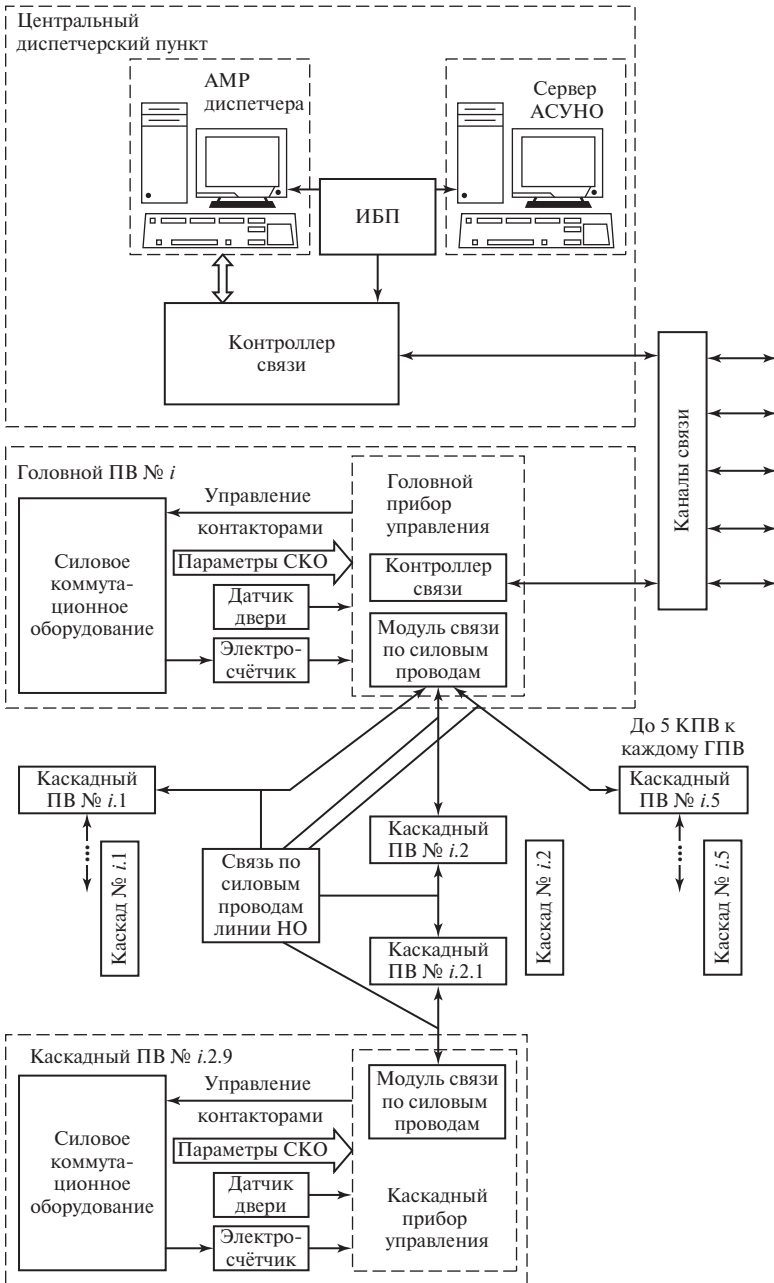 Центральный
диспетчерский пункт
АМР
диспетчера
Сервер
АСУНО
ИБП
Контроллер
связи
Каналы связи
Головной ПВ № i
Силовое
коммута-
ционное
оборудование
Управление
контакторами
Параметры СКО
Датчик
двери
Электро-
счётчик
Головной
прибор
управления
Контроллер
связи
Модуль связи
по силовым
проводам
До 5 КПВ к
каждому ГПВ
Каскадный
ПВ № i.1
Каскадный
ПВ № i.5
Каскад № i.1
Связь по
силовым
проводам
линии НО
Каскадный
ПВ № i.2
Каскадный
ПВ № i.2.1
Каскад № i.2
Каскад № i.5
Каскадный ПВ № i.2.9
Силовое
коммута-
ционное
оборудование
Управление
контакторами
Параметры СКО
Датчик
двери
Электро-
счётчик
Модуль связи
по силовым
проводам
Каскадный
прибор
управления